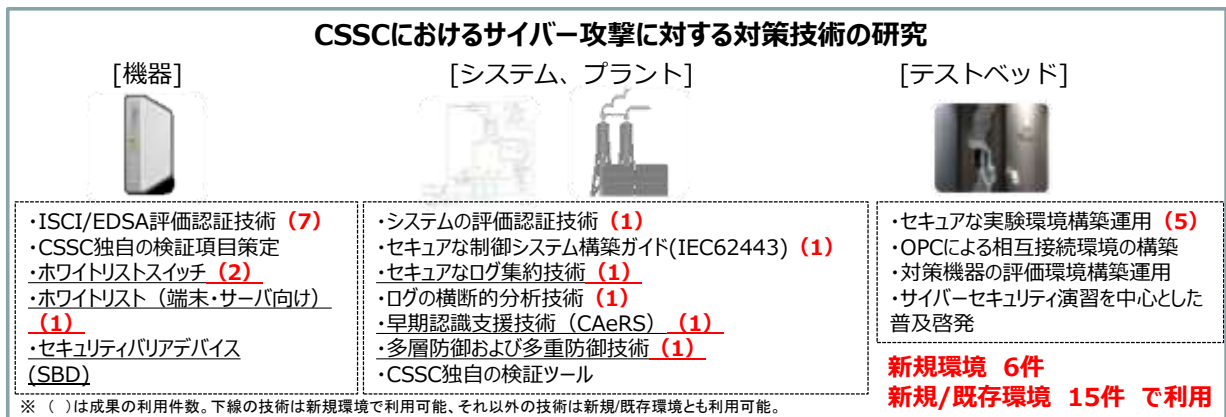 CSSCにおけるサイバー攻撃に対する対策技術の研究
[機器]
[システム、プラント]
[テストベッド]
・ISCI/EDSA評価認証技術（7）
・CSSC独自の検証項目策定
・ホワイトリストスイッチ（2）
・ホワイトリスト（端末・サーバ向け）
（1）
・セキュリティバリアデバイス
(SBD)
・システムの評価認証技術（1）
・セキュアな制御システム構築ガイド(IEC62443)（1）
・セキュアなログ集約技術（1）
・ログの横断的分析技術（1）
・早期認識支援技術（CAeRS）（1）
・多層防御および多重防御技術（1）
・CSSC独自の検証ツール
・セキュアな実験環境構築運用（5）
・OPCによる相互接続環境の構築
・対策機器の評価環境構築運用
・サイバーセキュリティ演習を中心とした
普及啓発
新規環境 6件
新規/既存環境 15件 で利用
※ （ ）は成果の利用件数。下線の技術は新規環境で利用可能、それ以外の技術は新規/既存環境とも利用可能。